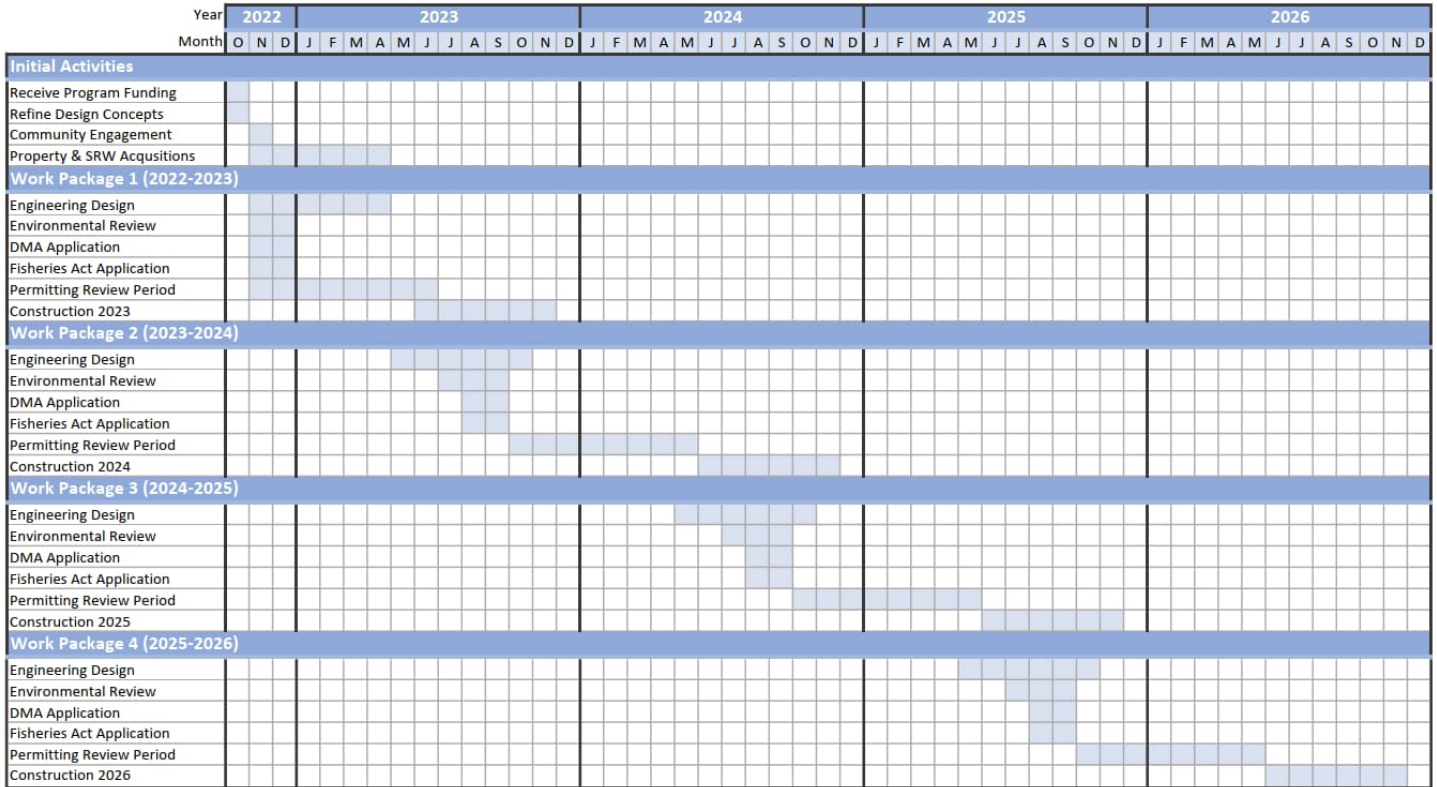 Year 2022 2023 2024 2025 2026
Month O N D J F M A M J J A S O N D J F M A M J J A S O N D J F M A M J J A S O N D J F M A M J J A S O N D
Initial Activities
Receive Program Funding
Refine Design Concepts
Community Engagement
Property & SRW Acqusitions
Work Package 1 (2022-2023)
Engineering Design
Environmental Review
DMA Application
Fisheries Act Application
Permitting Review Period
Construction 2023
Work Package 2 (2023-2024)
Engineering Design
Environmental Review
DMA Application
Fisheries Act Application
Permitting Review Period
Construction 2024
Work Package 3 (2024-2025)
Engineering Design
Environmental Review
DMA Application
Fisheries Act Application
Permitting Review Period
Construction 2025
Work Package 4 (2025-2026)
Engineering Design
Environmental Review
DMA Application
Fisheries Act Application
Permitting Review Period
Construction 2026